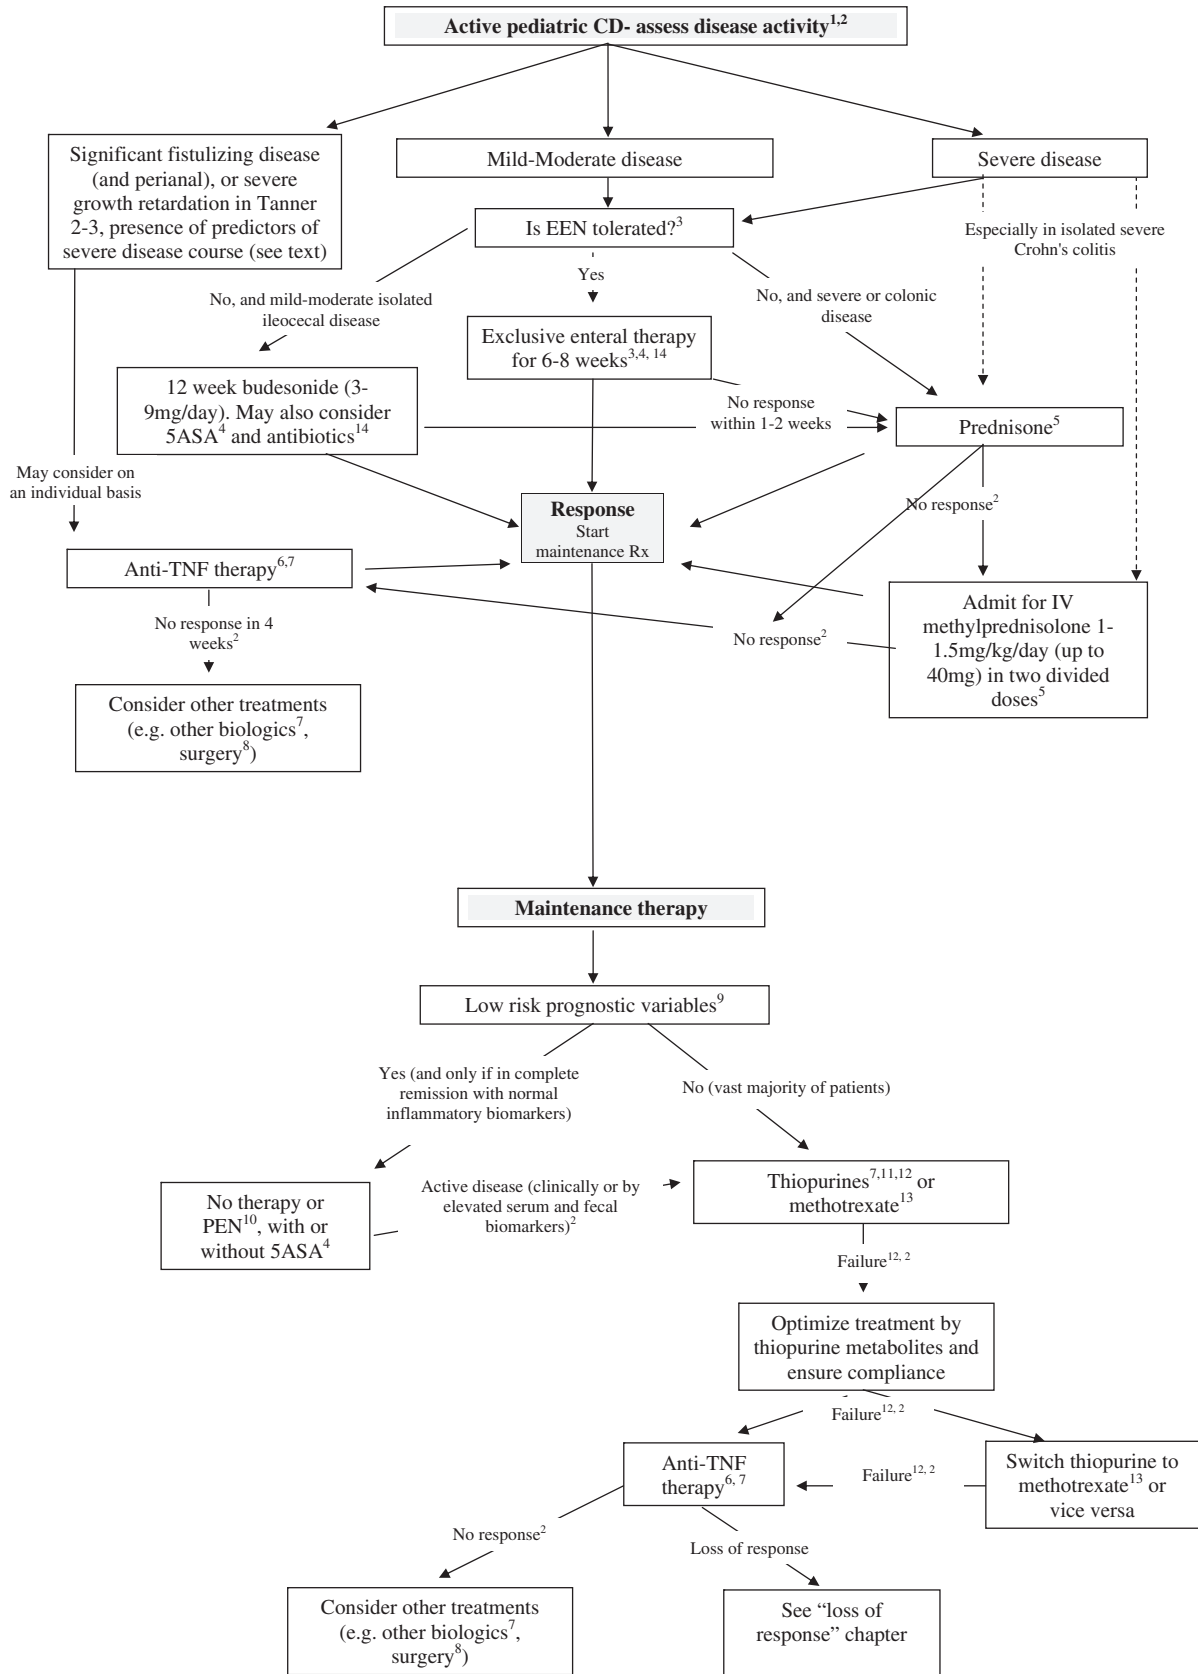 Active pediatric CD- assess disease activity1,2
Significant fistulizing disease
(and perianal), or severe
growth retardation in Tanner
2-3, presence of predictors of
severe disease course (see text)
Mild-Moderate disease
Severe disease
Is EEN tolerated?3
Especially in isolated severe
Crohn's colitis
Yes
No, and mild-moderate isolated
ileocecal disease
No, and severe or colonic
disease
Exclusive enteral therapy
for 6-8 weeks3,4, 14
12 week budesonide (3-
9mg/day). May also consider
5ASA4 and antibiotics14
No response
within 1-2 weeks
Prednisone5
May consider on
an individual basis
Response
Start
maintenance Rx
No response2
Anti-TNF therapy6,7
No response in 4
weeks2
No response2
Admit for IV
methylprednisolone 1-
1.5mg/kg/day (up to
40mg) in two divided
doses5
Consider other treatments
(e.g. other biologics7,
surgery8)
Maintenance therapy
Low risk prognostic variables9
Yes (and only if in complete
remission with normal
inflammatory biomarkers)
No (vast majority of patients)
No therapy or
PEN10, with or
without 5ASA4
Active disease (clinically or by
elevated serum and fecal
biomarkers)2
Thiopurines7,11,12 or
methotrexate13
Failure12, 2
Optimize treatment by
thiopurine metabolites and
ensure compliance
Failure12, 2
Anti-TNF
therapy6, 7
Failure12, 2
Switch thiopurine to
methotrexate13 or
vice versa
No response2
Loss of response
Consider other treatments
(e.g. other biologics7,
surgery8)
See “loss of
response” chapter